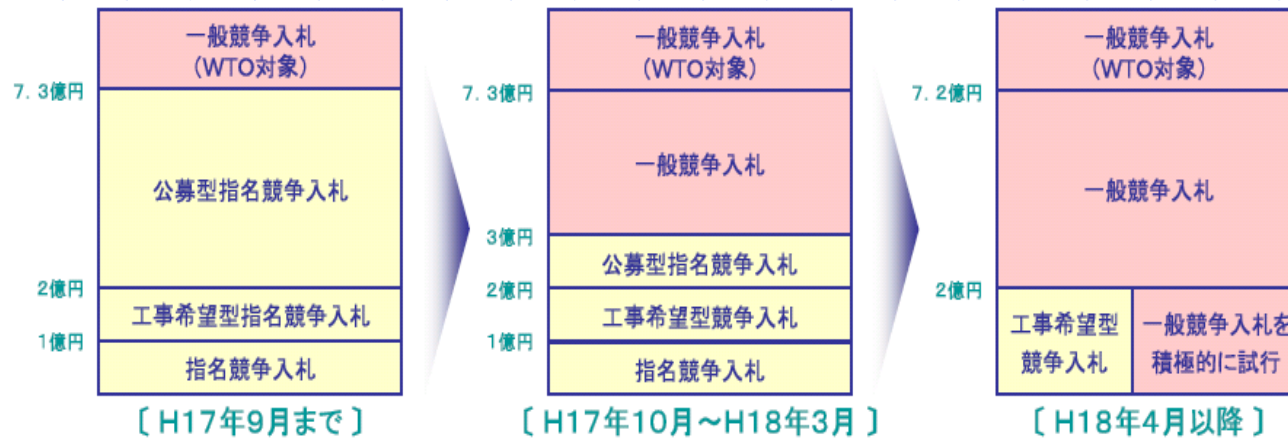 一般競争入札
(WTO対象)
7.3億円
公募型指名競争入札
2億円
工事希望型指名競争入札
1億円
指名競争入札
〔 H17年9月まで 〕
一般競争入札
(WTO対象)
7.3億円
一般競争入札
3億円
公募型指名競争入札
2億円
工事希望型競争入札
1億円
指名競争入札
〔 H17年10月～H18年3月 〕
一般競争入札
(WTO対象)
7.2億円
一般競争入札
2億円
工事希望型
競争入札
一般競争入札を
積極的に試行
〔 H18年4月以降 〕